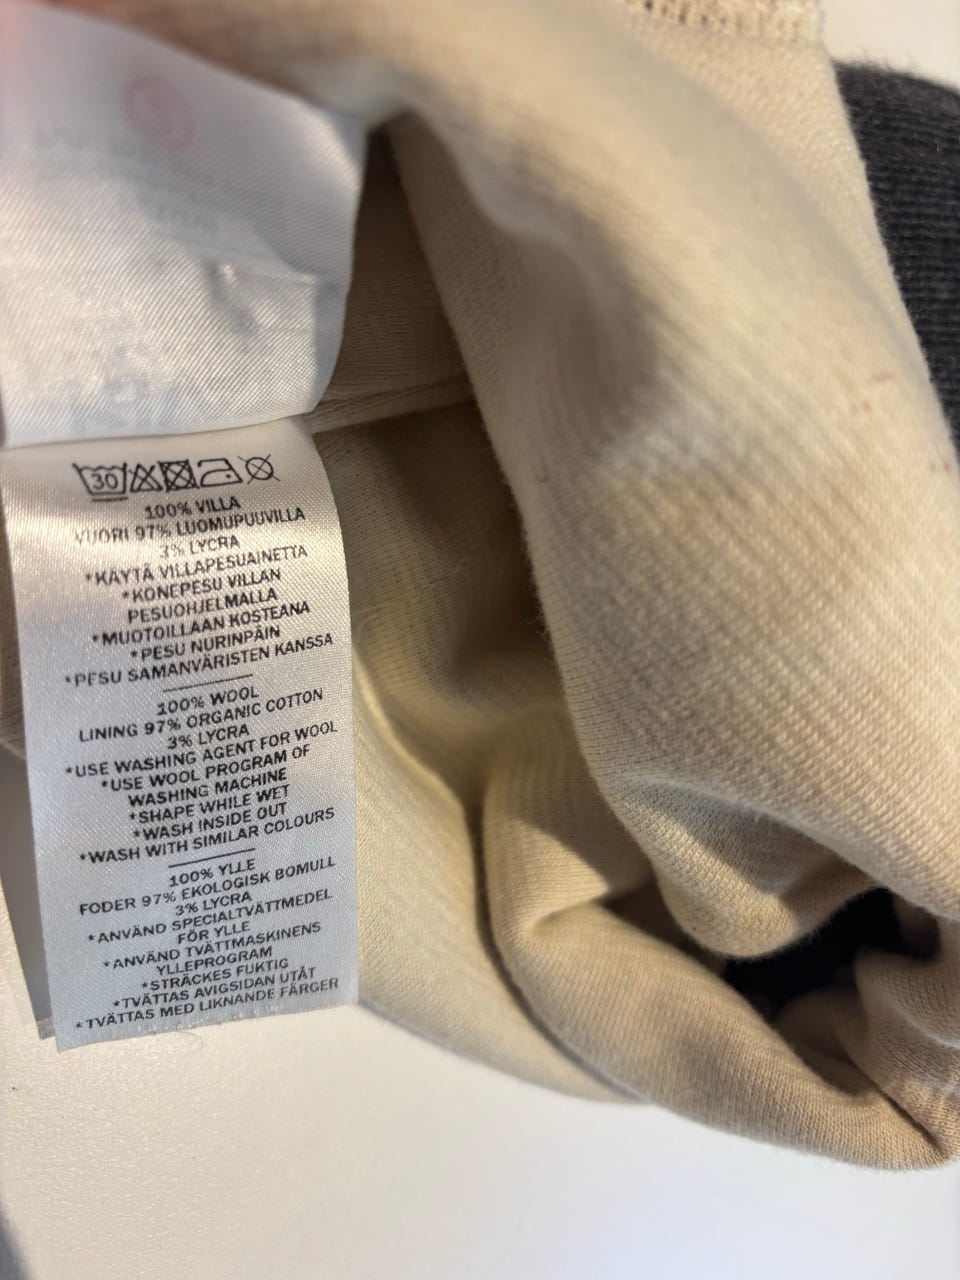 30
100% VILLA
VUORI 97% LUOMUPUUVILLA
3% LYCRA
*KÄYTÄ VILLAPESUAINETTA
*KONEPESU VILLAN
PESUOHJELMALLA
*MUOTOILLAAN KOSTEANA
*PESU NURINPÄIN
*PESU SAMANVÄRISTEN KANSSA
100% WOOL
LINING 97% ORGANIC COTTON
3% LYCRA
*USE WASHING AGENT FOR WOOL
*USE WOOL PROGRAM OF
WASHING MACHINE
*SHAPE WHILE WET
*WASH INSIDE OUT
*WASH WITH SIMILAR COLOURS
100% YLLE
FODER 97% EKOLOGISK BOMULL
3% LYCRA
*ANVÄND SPECIALTVÄTTMEDEL
FÖR YLLE
*ANVÄND TVÄTTMASKINENS
YLLEPROGRAM
*STRÄCKES FUKTIG
*TVÄTTAS AVIGSIDAN UTÅT
*TVÄTTAS MED LIKNANDE FÄRGER